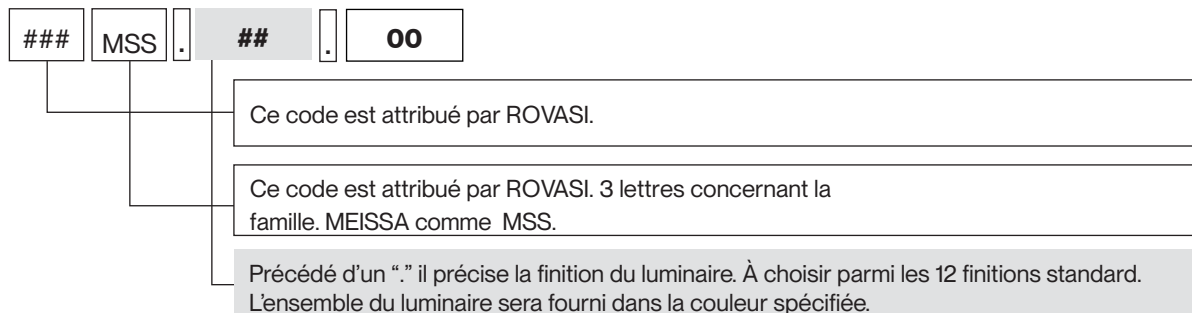 ### MSS . ## . 00
Ce code est attribué par ROVASI.
Ce code est attribué par ROVASI. 3 lettres concernant la
famille. MEISSA comme MSS.
Précédé d’un “.” il précise la finition du luminaire. À choisir parmi les 12 finitions standard.
L’ensemble du luminaire sera fourni dans la couleur spécifiée.